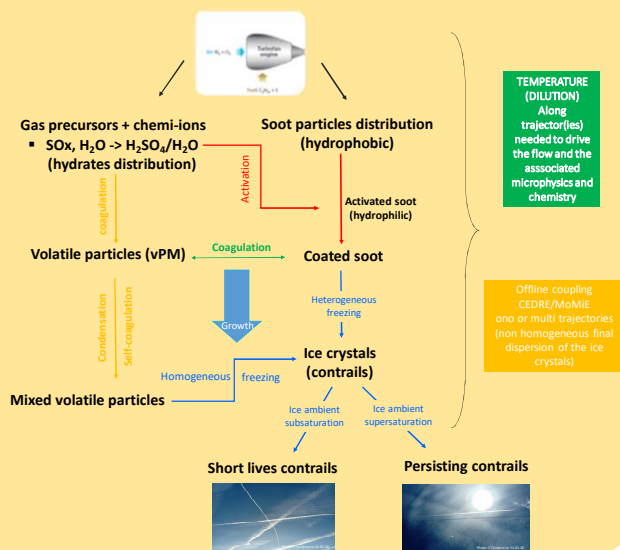 Turbofan
engine
Gas precursors + chemi-ions
▪ SOx, H₂O -> H₂SO₄/H₂O
(hydrates distribution)
Soot particles distribution
(hydrophobic)
Activation
Activated soot
(hydrophilic)
coagulation
Volatile particles (vPM)
Coagulation
Coated soot
Condensation
Self-coagulation
Growth
Heterogeneous
freezing
Ice crystals
(contrails)
Homogeneous freezing
Mixed volatile particles
Ice ambient
subsaturation
Ice ambient
supersaturation
Short lives contrails
Persisting contrails
TEMPERATURE
(DILUTION)
Along
trajector(ies)
needed to drive
the flow and the
asssociated
microphysics and
chemistry
Offline coupling
CEDRE/MoMiE
ono or multi trajectories
(non homogeneous final
dispersion of the ice
crystals)